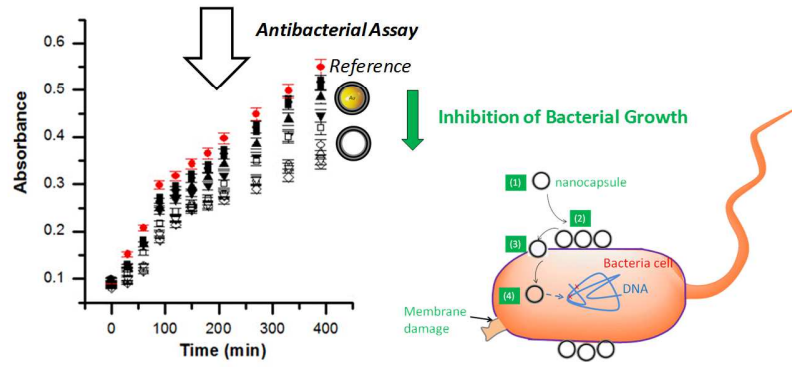 Antibacterial Assay
Reference
Au
Absorbance
0.6
0.5
0.4
0.3
0.2
0.1
0
100
200
300
400
Time (min)
Inhibition of Bacterial Growth
(1)
nanocapsule
(2)
(3)
Bacteria cell
(4)
DNA
Membrane
damage